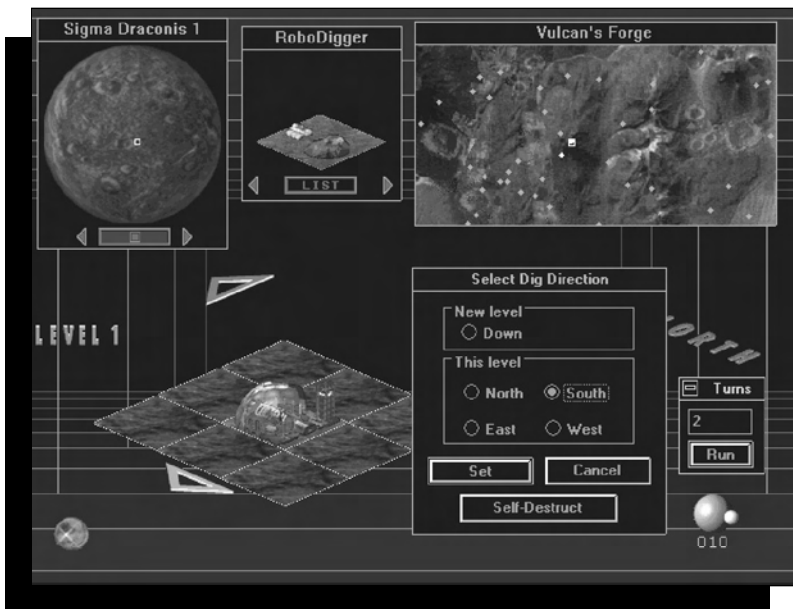 Sigma Draconis 1
RoboDigger
LIST
Vulcan's Forge
LEVEL 1
NORTH
Select Dig Direction
New level
Down
This level
North
South
East
West
Set
Cancel
Self-Destruct
Turns
2
Run
010